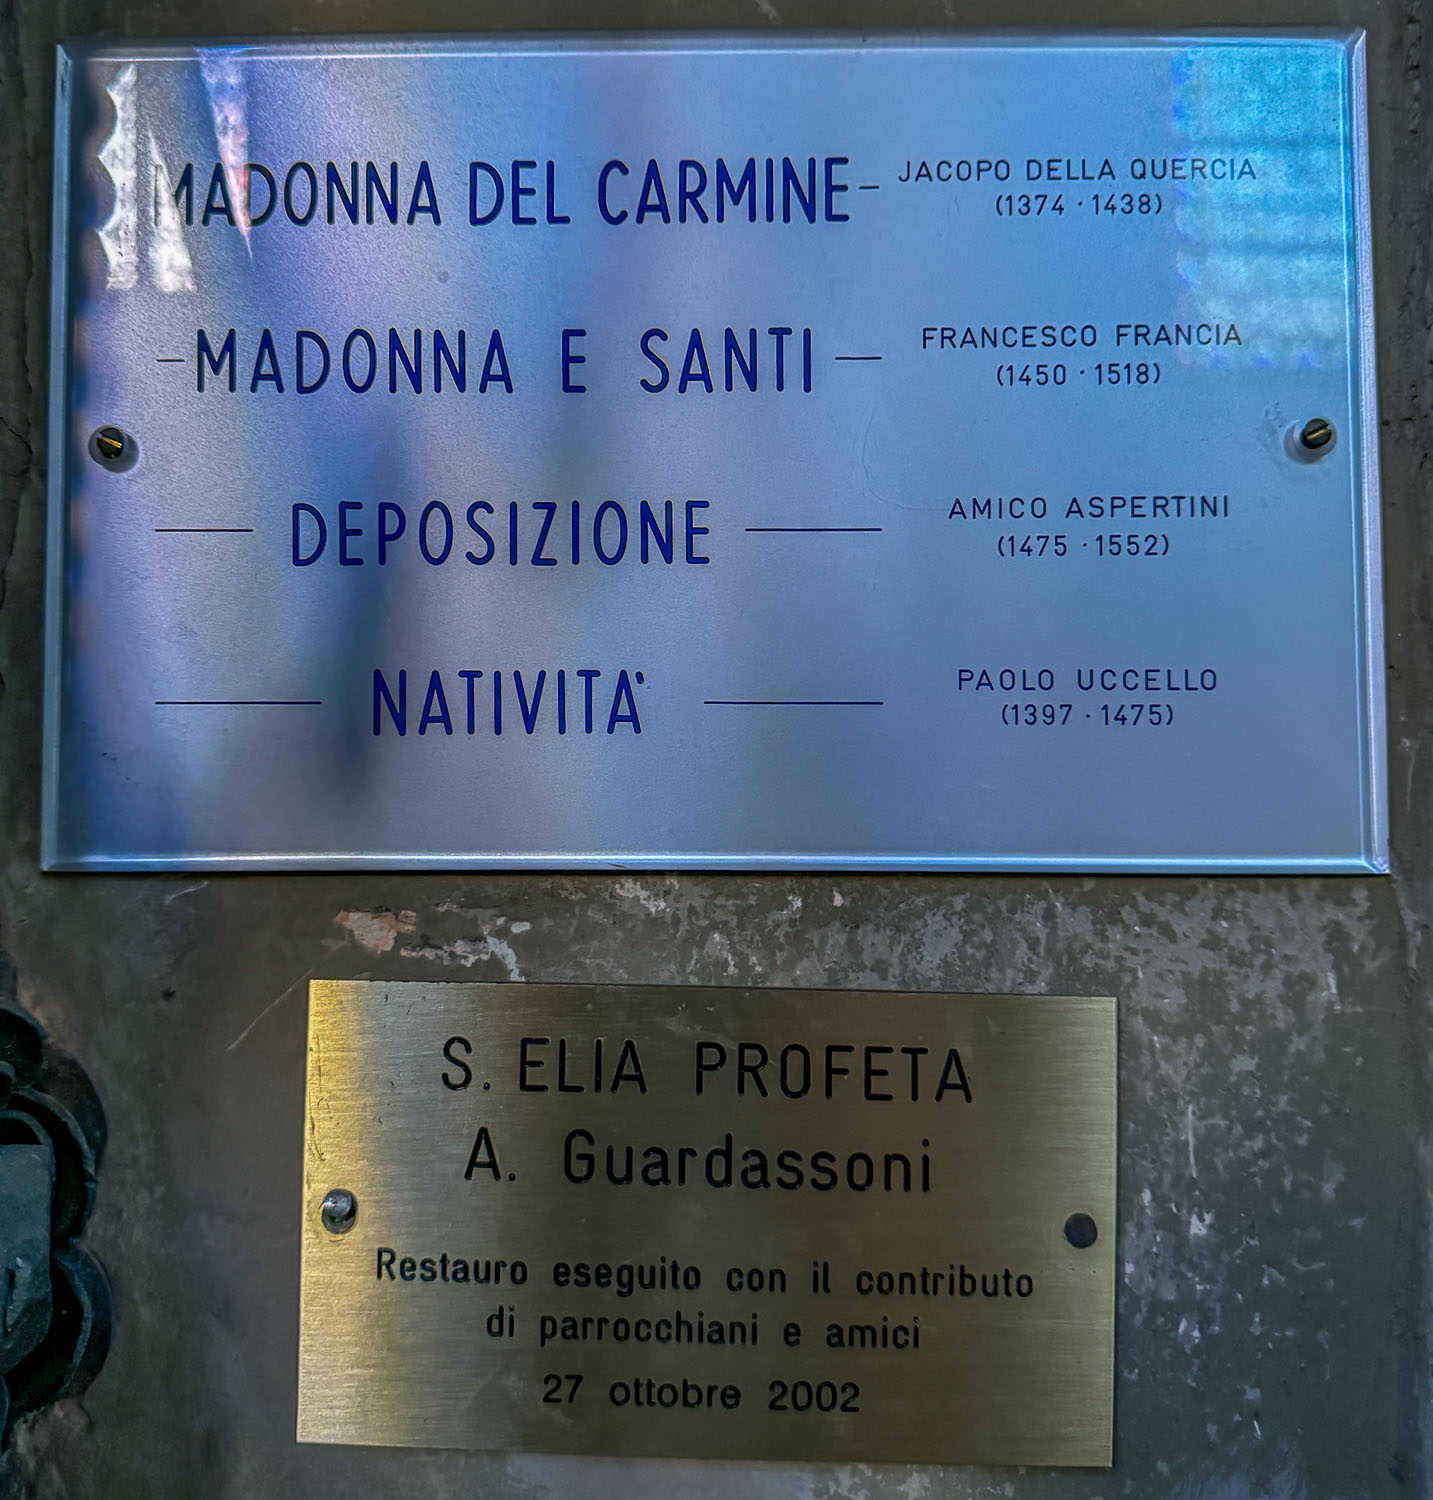 MADONNA DEL CARMINE - JACOPO DELLA QUERCIA
(1374 · 1438)
- MADONNA E SANTI — FRANCESCO FRANCIA
(1450 · 1518)
— DEPOSIZIONE — AMICO ASPERTINI
(1475 · 1552)
— NATIVITA' — PAOLO UCCELLO
(1397 · 1475)
S. ELIA PROFETA
A. Guardassoni
Restauro eseguito con il contributo
di parrocchiani e amici
27 ottobre 2002